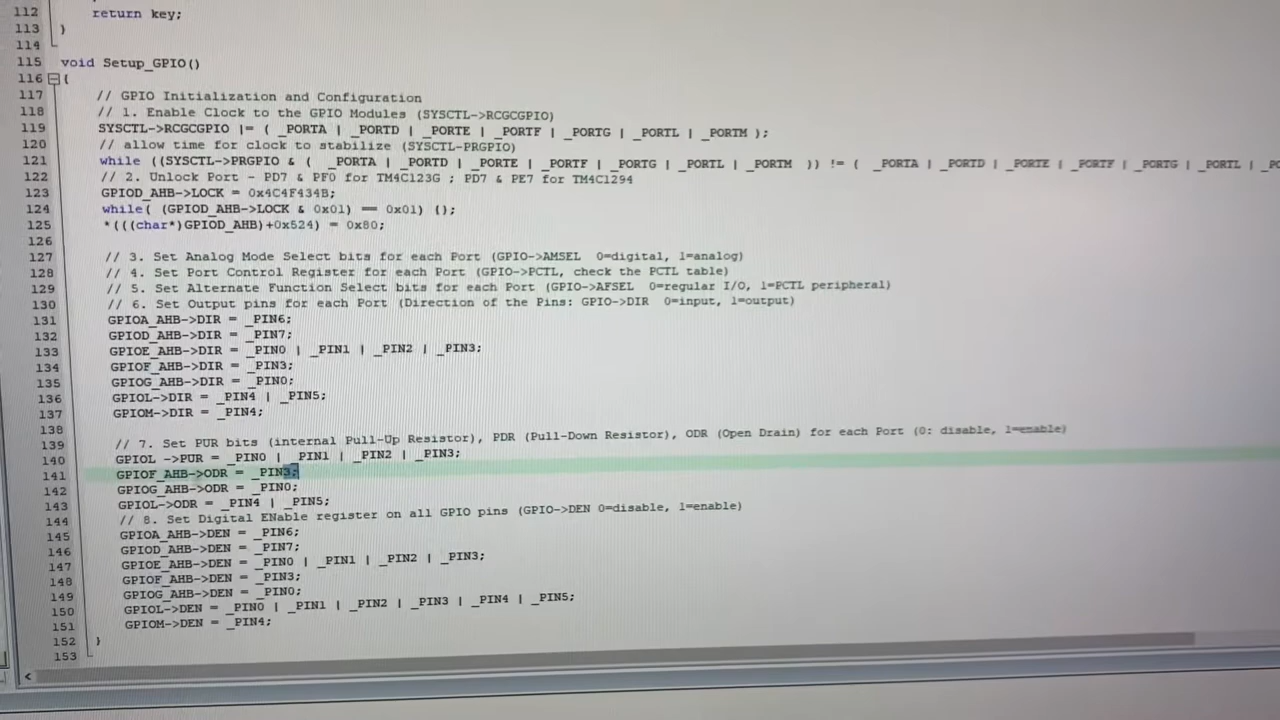 112 return key;
113 }
114
115 void Setup_GPIO()
116 {
117 // GPIO Initialization and Configuration
118 // 1. Enable Clock to the GPIO Modules (SYSCTL->RCGCGPIO)
119 SYSCTL->RCGCGPIO |= ( _PORTA | _PORTD | _PORTE | _PORTF | _PORTG | _PORTL | _PORTM );
120 // allow time for clock to stabilize (SYSCTL-PRGPIO)
121 while ((SYSCTL->PRGPIO & ( _PORTA | _PORTD | _PORTE | _PORTF | _PORTG | _PORTL | _PORTM )) != ( _PORTA | _PORTD | _PORTE | _PORTF | _PORTG | _PORTL |
122 // 2. Unlock Port - PD7 & PF0 for TM4C123G ; PD7 & PE7 for TM4C1294
123 GPIOD_AHB->LOCK = 0x4C4F434B;
124 while( (GPIOD_AHB->LOCK & 0x01) == 0x01) {};
125 *(((char*)GPIOD_AHB)+0x524) = 0x80;
126
127 // 3. Set Analog Mode Select bits for each Port (GPIO->AMSEL 0=digital, 1=analog)
128 // 4. Set Port Control Register for each Port (GPIO->PCTL, check the PCTL table)
129 // 5. Set Alternate Function Select bits for each Port (GPIO->AFSEL 0=regular I/O, 1=PCTL peripheral)
130 // 6. Set Output pins for each Port (Direction of the Pins: GPIO->DIR 0=input, 1=output)
131 GPIOA_AHB->DIR = _PIN6;
132 GPIOD_AHB->DIR = _PIN7;
133 GPIOE_AHB->DIR = _PIN0 | _PIN1 | _PIN2 | _PIN3;
134 GPIOF_AHB->DIR = _PIN3;
135 GPIOG_AHB->DIR = _PIN0;
136 GPIOL->DIR = _PIN4 | _PIN5;
137 GPIOM->DIR = _PIN4;
138
139 // 7. Set PUR bits (internal Pull-Up Resistor), PDR (Pull-Down Resistor), ODR (Open Drain) for each Port (0: disable, 1=enable)
140 GPIOL ->PUR = _PIN0 | _PIN1 | _PIN2 | _PIN3;
141 GPIOF_AHB->ODR = _PIN3;
142 GPIOG_AHB->ODR = _PIN0;
143 GPIOL->ODR = _PIN4 | _PIN5;
144 // 8. Set Digital ENable register on all GPIO pins (GPIO->DEN 0=disable, 1=enable)
145 GPIOA_AHB->DEN = _PIN6;
146 GPIOD_AHB->DEN = _PIN7;
147 GPIOE_AHB->DEN = _PIN0 | _PIN1 | _PIN2 | _PIN3;
148 GPIOF_AHB->DEN = _PIN3;
149 GPIOG_AHB->DEN = _PIN0;
150 GPIOL->DEN = _PIN0 | _PIN1 | _PIN2 | _PIN3 | _PIN4 | _PIN5;
151 GPIOM->DEN = _PIN4;
152 }
153